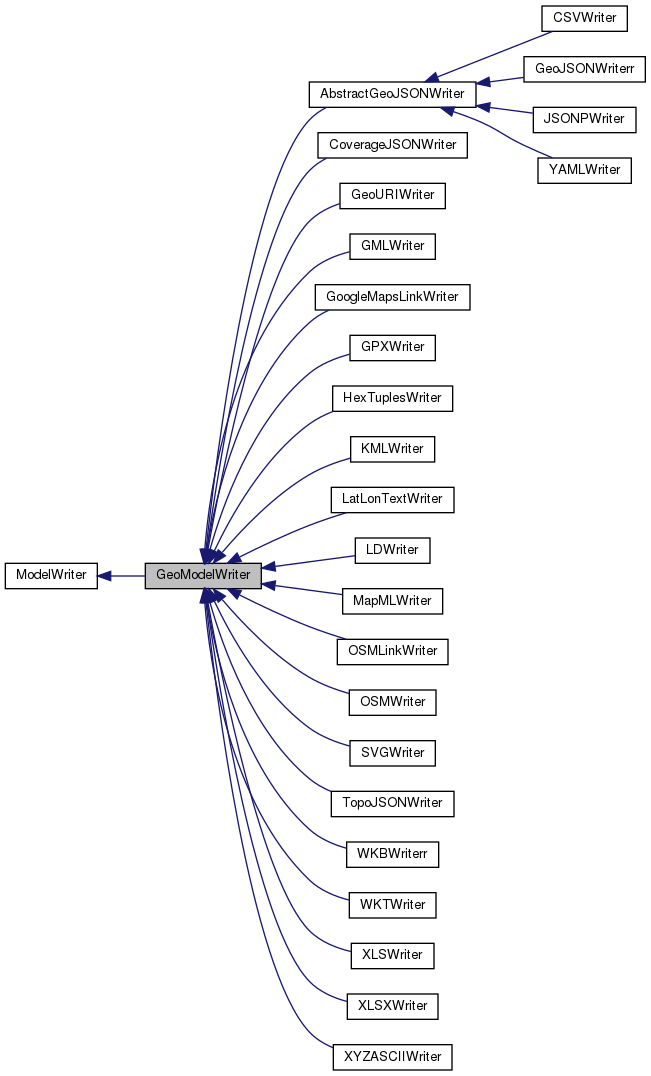 CSVWriter
GeoJSONWriterr
AbstractGeoJSONWriter
JSONPWriter
CoverageJSONWriter
YAMLWriter
GeoURIWriter
GMLWriter
GoogleMapsLinkWriter
GPXWriter
HexTuplesWriter
KMLWriter
LatLonTextWriter
LDWriter
ModelWriter
GeoModelWriter
MapMLWriter
OSMLinkWriter
OSMWriter
SVGWriter
TopoJSONWriter
WKBWriterr
WKTWriter
XLSWriter
XLSXWriter
XYZASCIIWriter